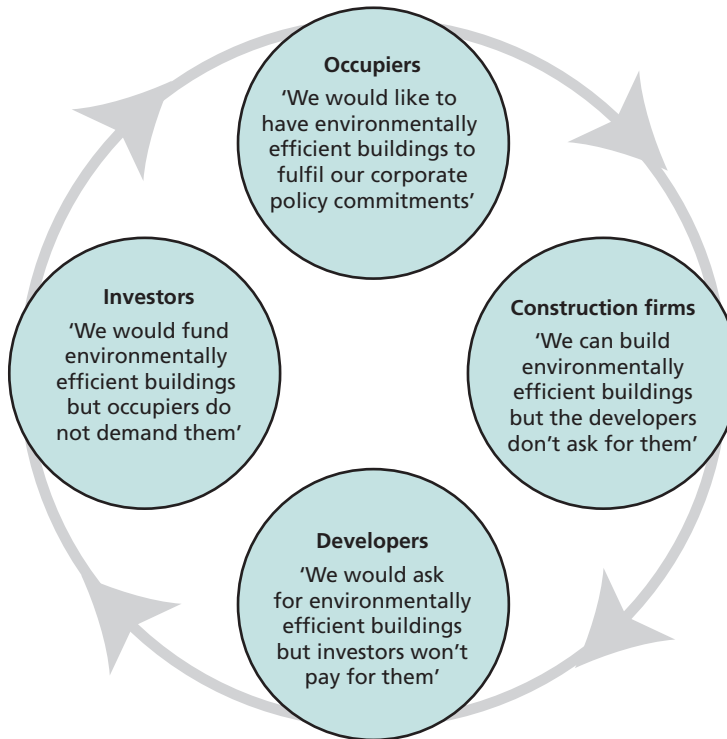 Occupiers
‘We would like to
have environmentally
efficient buildings to
fulfil our corporate
policy commitments’
Investors
‘We would fund
environmentally
efficient buildings
but occupiers do
not demand them’
Construction firms
‘We can build
environmentally
efficient buildings
but the developers
don’t ask for them’
Developers
‘We would ask
for environmentally
efficient buildings
but investors won’t
pay for them’